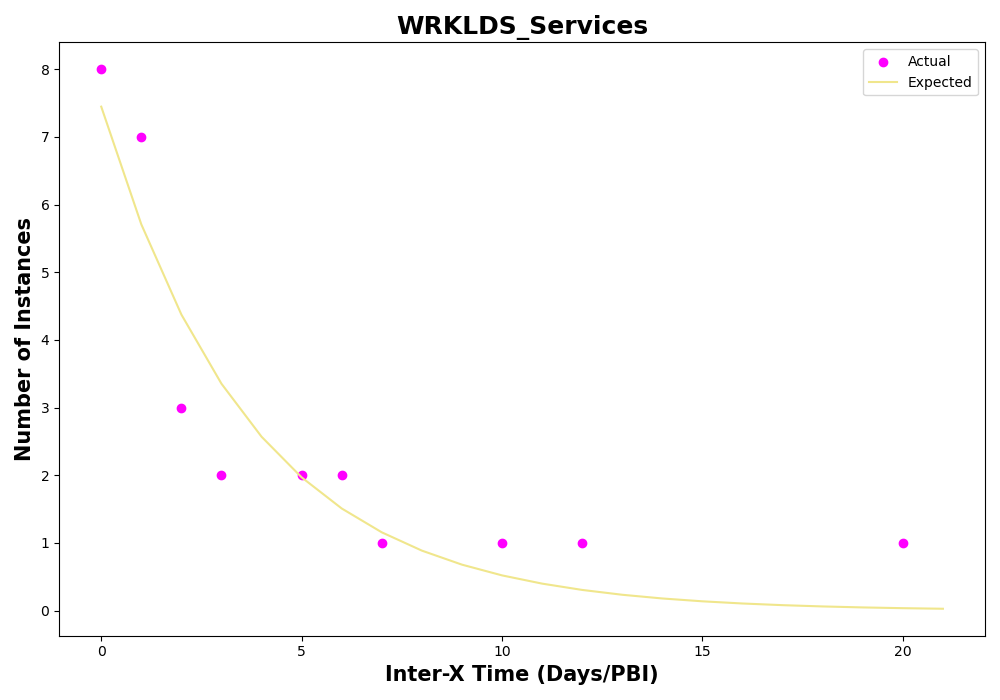 WRKLDS_Services
Actual
Expected
Number of Instances
8
7
6
5
4
3
2
1
0
0 5 10 15 20
Inter-X Time (Days/PBI)